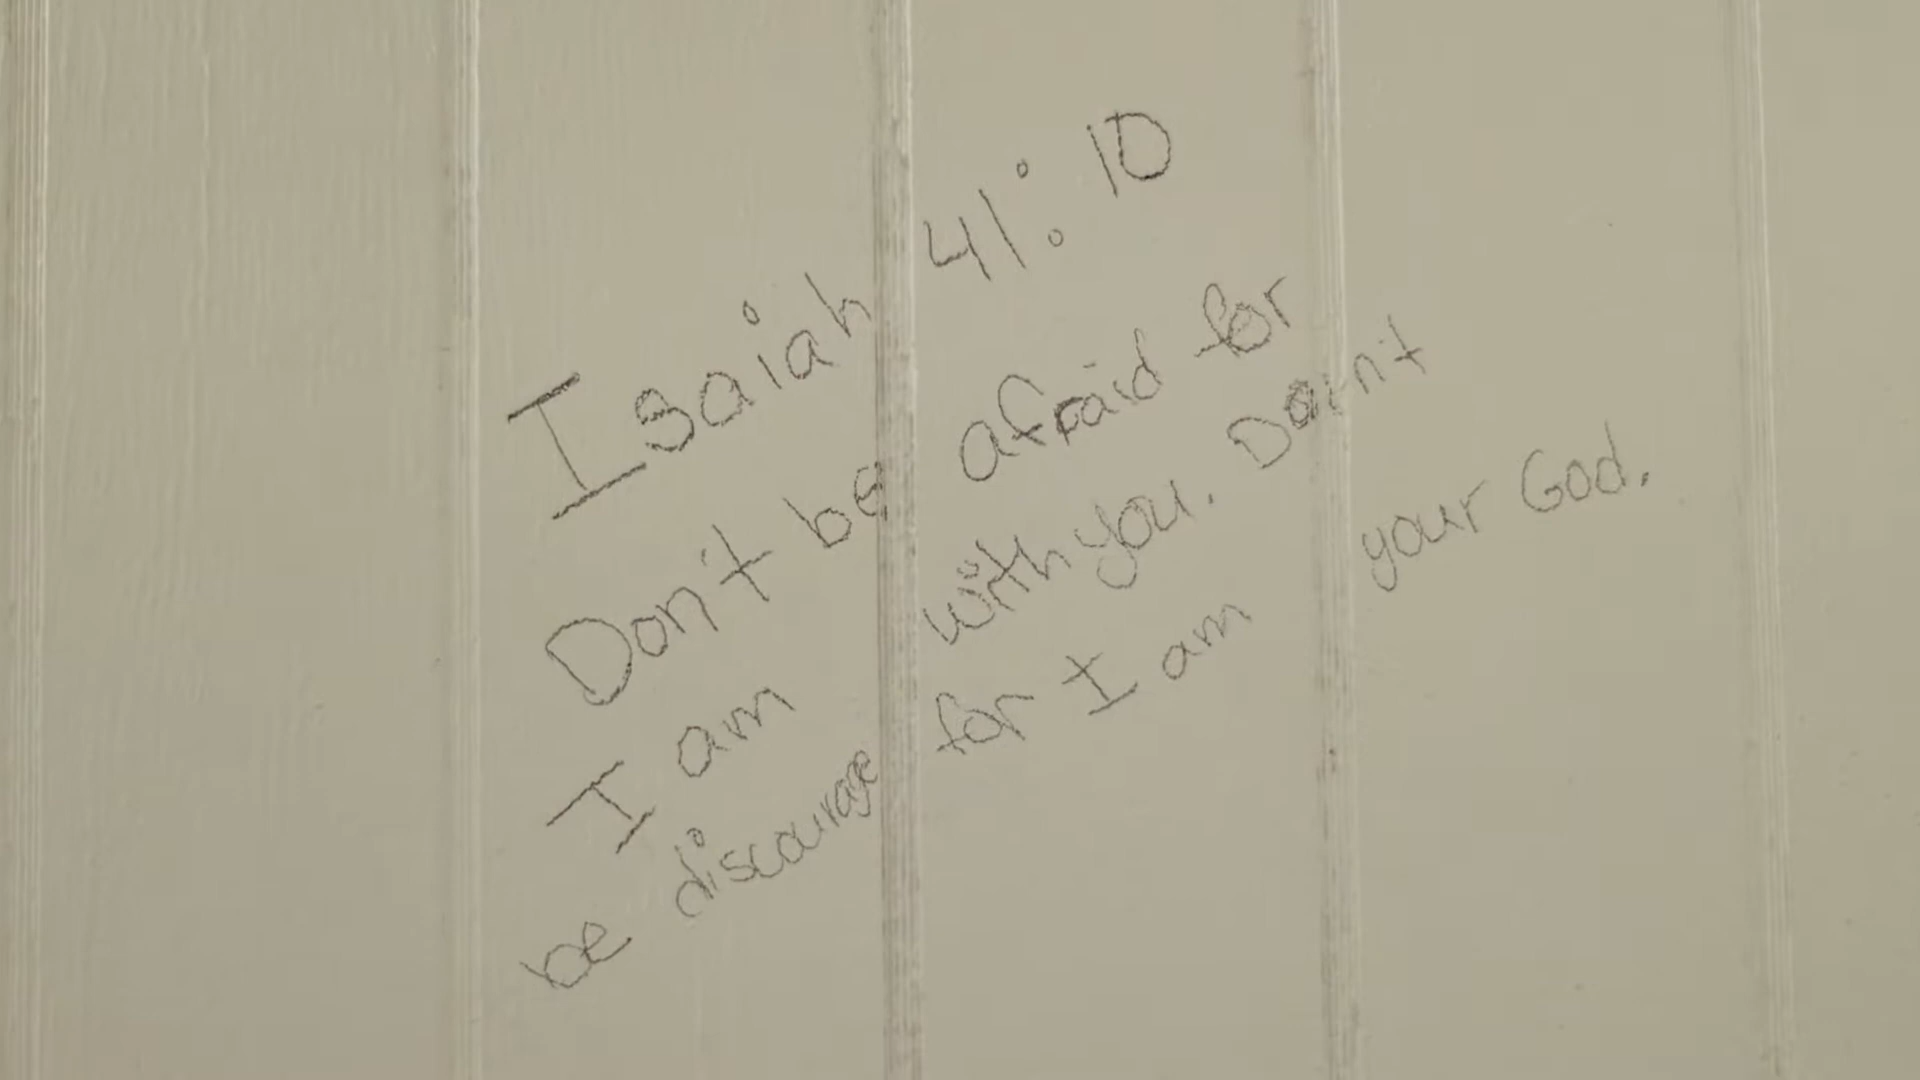 Isaiah 41:10
Don't be afraid for
I am with you. Don't
be discourage for I am your God.